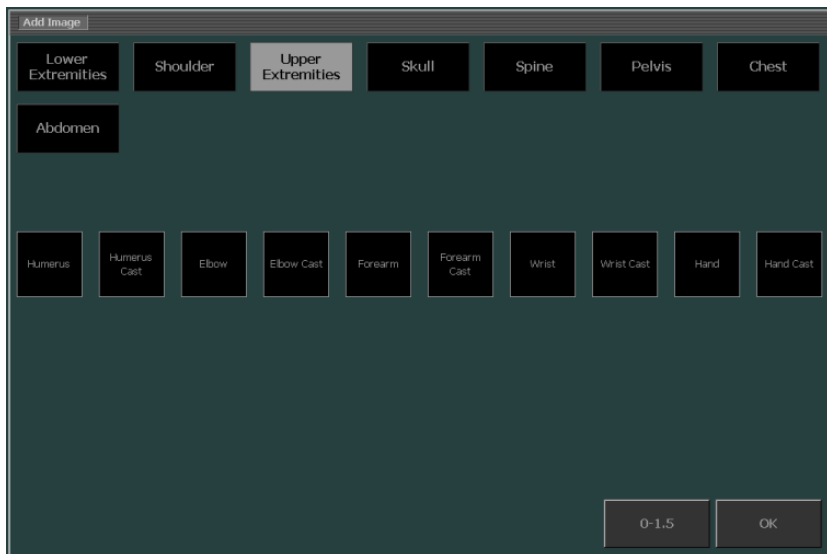 Add Image
Lower
Extremities
Shoulder
Upper
Extremities
Skull
Spine
Pelvis
Chest
Abdomen
Humerus
Humerus
Cast
Elbow
Elbow Cast
Forearm
Forearm
Cast
Wrist
Wrist Cast
Hand
Hand Cast
0-1.5
OK